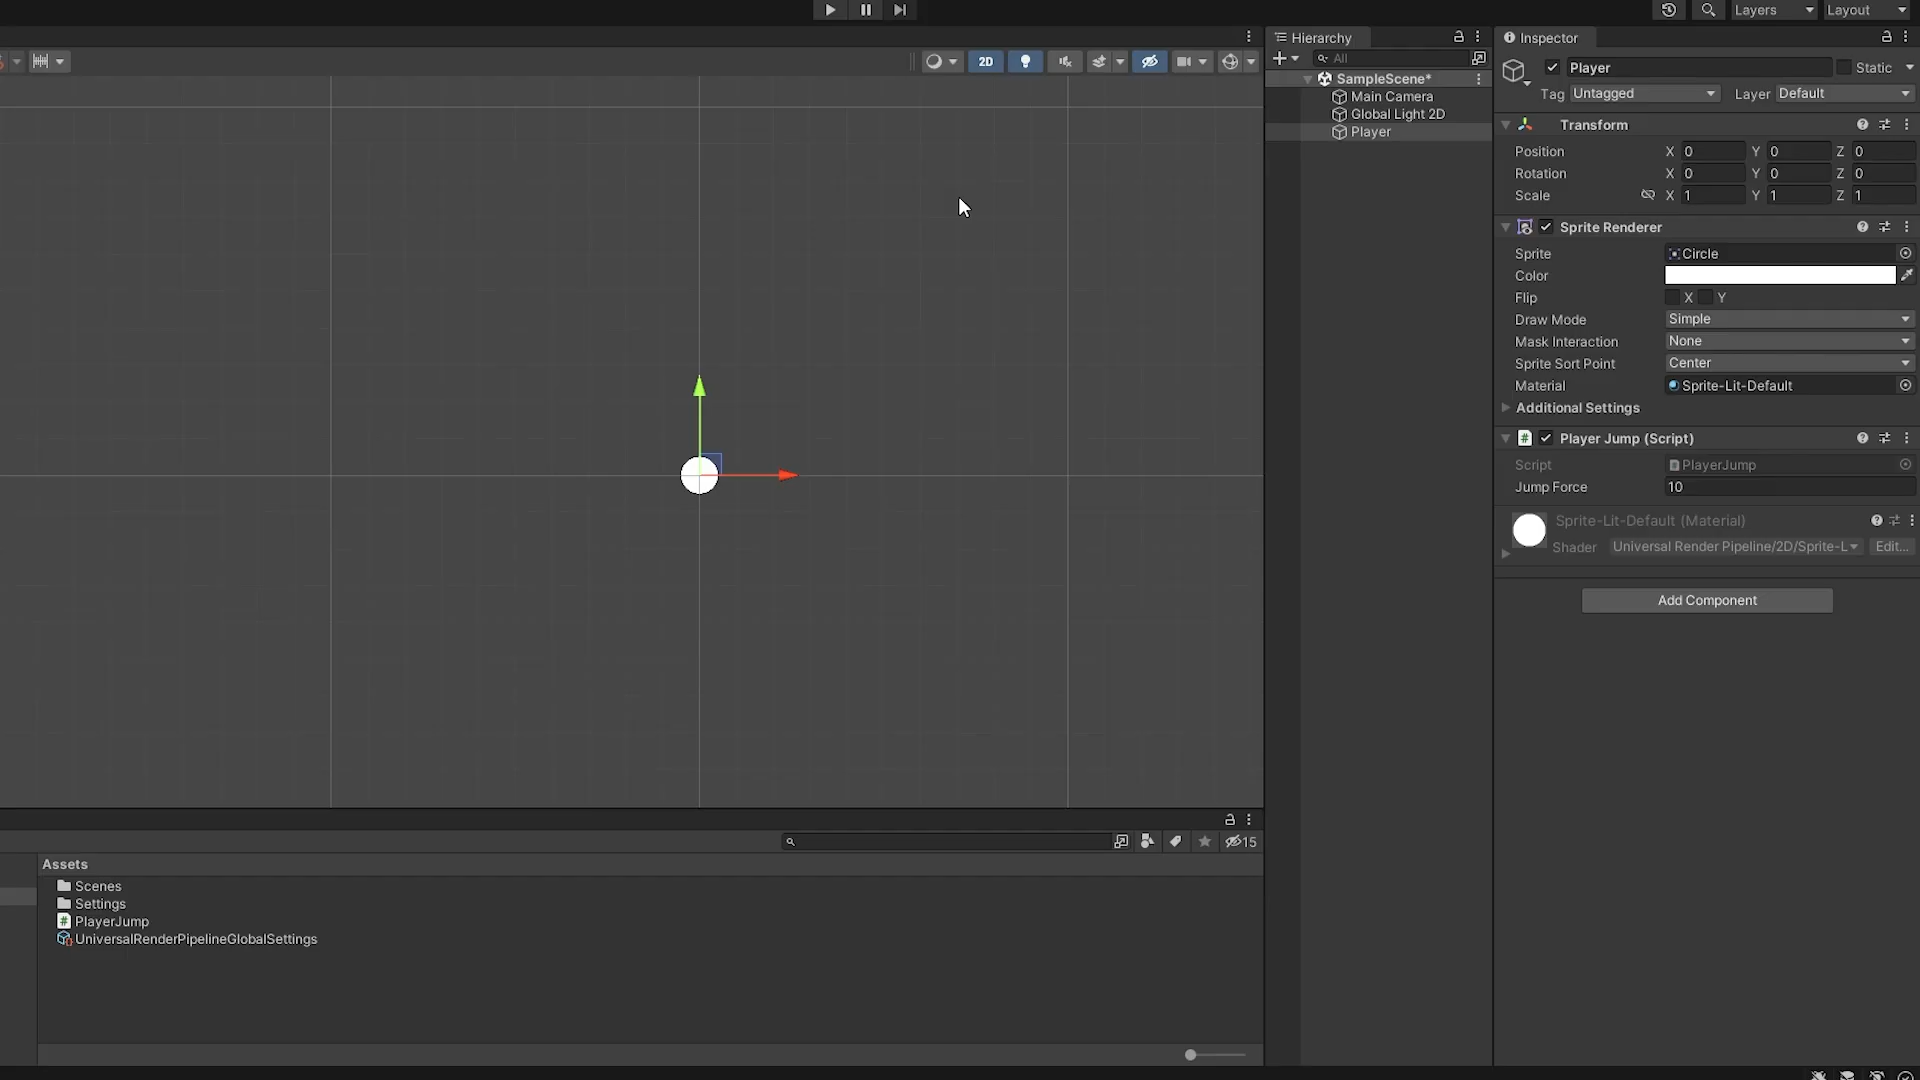 Layers
Layout
2D
Hierarchy
All
SampleScene*
Main Camera
Global Light 2D
Player
Inspector
Player
Static
Tag Untagged Layer Default
Transform
Position X 0 Y 0 Z 0
Rotation X 0 Y 0 Z 0
Scale X 1 Y 1 Z 1
Sprite Renderer
Sprite Circle
Color
Flip X Y
Draw Mode Simple
Mask Interaction None
Sprite Sort Point Center
Material Sprite-Lit-Default
Additional Settings
# Player Jump (Script)
Script PlayerJump
Jump Force 10
Sprite-Lit-Default (Material)
Shader Universal Render Pipeline/2D/Sprite-L Edit...
Add Component
15
Assets
Scenes
Settings
# PlayerJump
UniversalRenderPipelineGlobalSettings